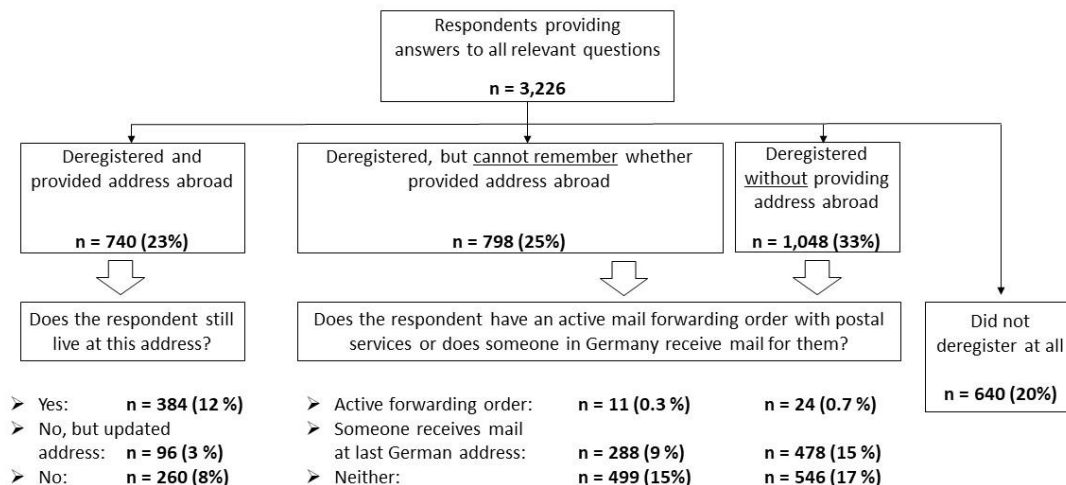 Respondents providing
answers to all relevant questions
n = 3,226
Deregistered and
provided address abroad
n = 740 (23%)
Deregistered, but cannot remember whether
provided address abroad
n = 798 (25%)
Deregistered
without providing
address abroad
n = 1,048 (33%)
Does the respondent still
live at this address?
Does the respondent have an active mail forwarding order with postal
services or does someone in Germany receive mail for them?
Did not
deregister at all
n = 640 (20%)
➢ Yes: n = 384 (12 %)
➢ No, but updated
address: n = 96 (3 %)
➢ No: n = 260 (8%)
➢ Active forwarding order: n = 11 (0.3 %) n = 24 (0.7 %)
➢ Someone receives mail
at last German address: n = 288 (9 %) n = 478 (15 %)
➢ Neither: n = 499 (15%) n = 546 (17 %)